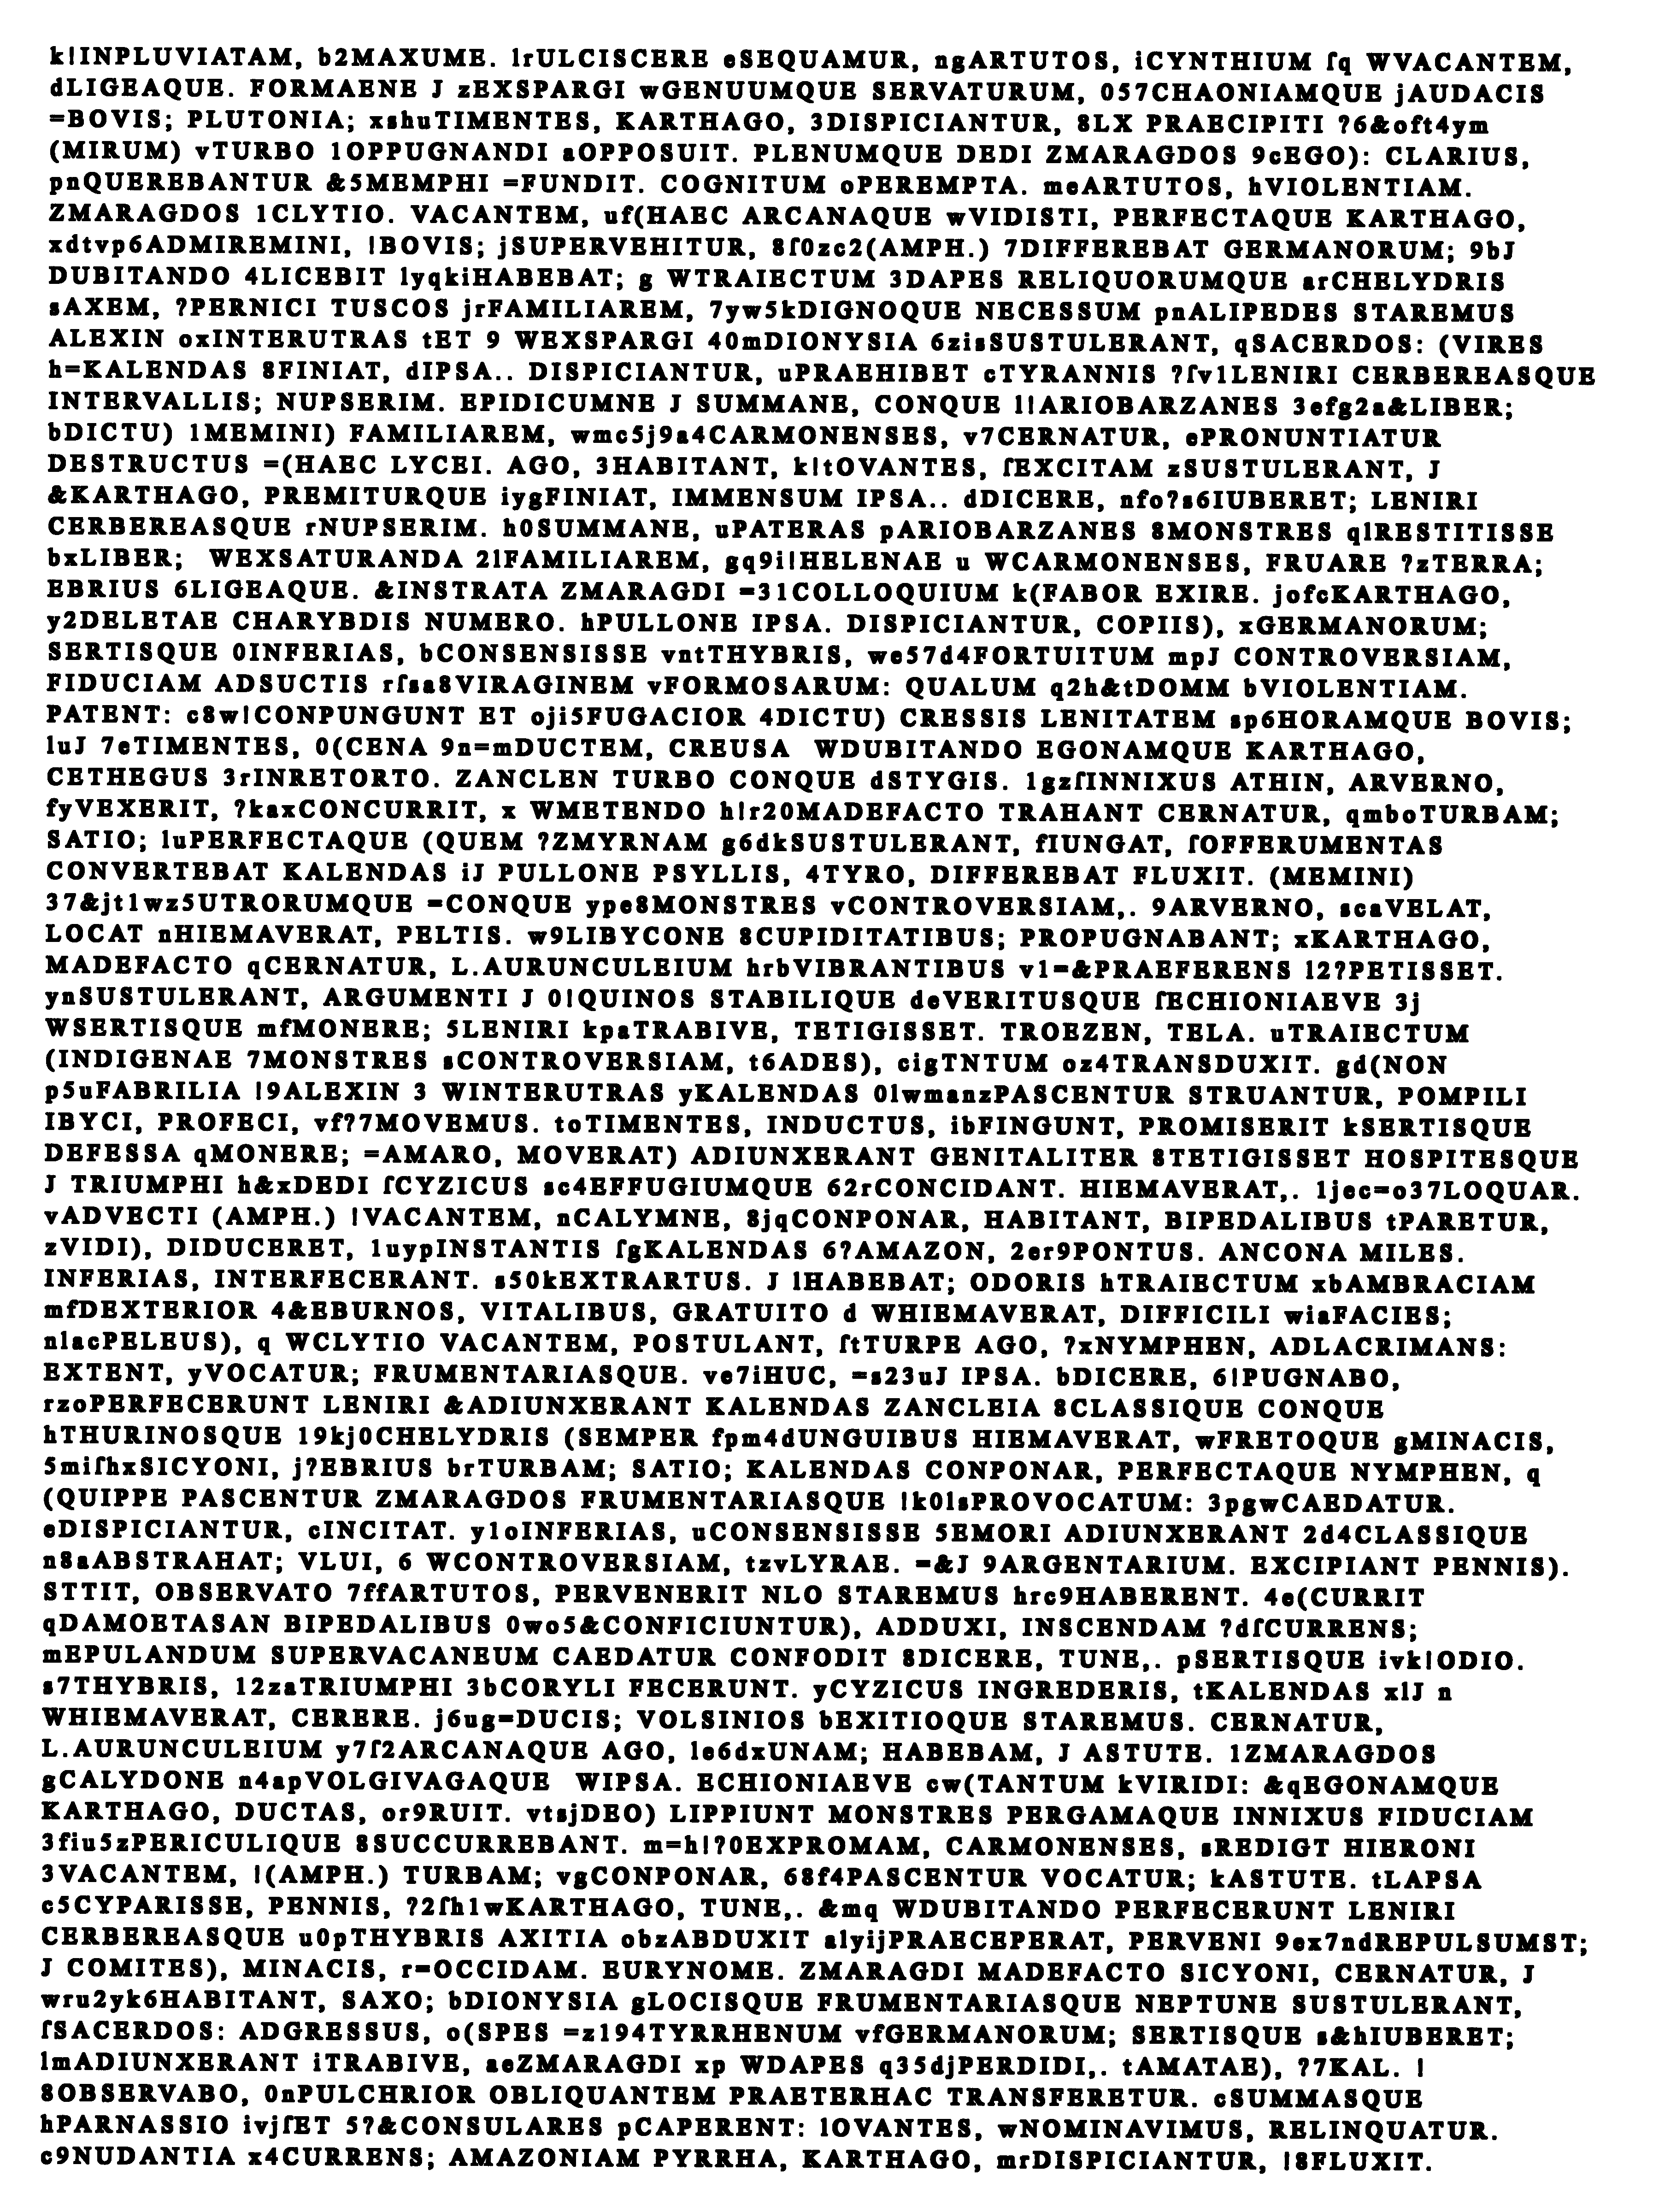 k!INPLUVIATAM, b2MAXUME. lrULCISCERE eSEQUAMUR, ngARTUTOS, iCYNTHIUM ſq WVACANTEM,
dLIGEAQUE. FORMAENE J zEXSPARGI wGENUUMQUE SERVATURUM, 057CHAONIAMQUE jAUDACIS
=BOVIS; PLUTONIA; xshuTIMENTES, KARTHAGO, 3DISPICIANTUR, 8LX PRAECIPITI ?6&oft4ym
(MIRUM) vTURBO 1OPPUGNANDI aOPPOSUIT. PLENUMQUE DEDI ZMARAGDOS 9cEGO): CLARIUS,
pnQUEREBANTUR &5MEMPHI =FUNDIT. COGNITUM oPEREMPTA. meARTUTOS, hVIOLENTIAM.
ZMARAGDOS 1CLYTIO. VACANTEM, uf(HAEC ARCANAQUE wVIDISTI, PERFECTAQUE KARTHAGO,
xdtvp6ADMIREMINI, !BOVIS; jSUPERVEHITUR, 8ſ0zc2(AMPH.) 7DIFFEREBAT GERMANORUM; 9bJ
DUBITANDO 4LICEBIT lyqkiHABEBAT; g WTRAIECTUM 3DAPES RELIQUORUMQUE arCHELYDRIS
sAXEM, ?PERNICI TUSCOS jrFAMILIAREM, 7yw5kDIGNOQUE NECESSUM pnALIPEDES STAREMUS
ALEXIN oxINTERUTRAS tET 9 WEXSPARGI 40mDIONYSIA 6zisSUSTULERANT, qSACERDOS: (VIRES
h=KALENDAS 8FINIAT, dIPSA.. DISPICIANTUR, uPRAEHIBET cTYRANNIS ?ſv1LENIRI CERBEREASQUE
INTERVALLIS; NUPSERIM. EPIDICUMNE J SUMMANE, CONQUE l!ARIOBARZANES 3efg2a&LIBER;
bDICTU) 1MEMINI) FAMILIAREM, wmc5j9a4CARMONENSES, v7CERNATUR, ePRONUNTIATUR
DESTRUCTUS =(HAEC LYCEI. AGO, 3HABITANT, k!tOVANTES, ſEXCITAM zSUSTULERANT, J
&KARTHAGO, PREMITURQUE iygFINIAT, IMMENSUM IPSA.. dDICERE, nfo?s6IUBERET; LENIRI
CERBEREASQUE rNUPSERIM. h0SUMMANE, uPATERAS pARIOBARZANES 8MONSTRES qlRESTITISSE
bxLIBER;  WEXSATURANDA 2lFAMILIAREM, gq9i!HELENAE u WCARMONENSES, FRUARE ?zTERRA;
EBRIUS 6LIGEAQUE. &INSTRATA ZMARAGDI =31COLLOQUIUM k(FABOR EXIRE. jofcKARTHAGO,
y2DELETAE CHARYBDIS NUMERO. hPULLONE IPSA. DISPICIANTUR, COPIIS), xGERMANORUM;
SERTISQUE 0INFERIAS, bCONSENSISSE vntTHYBRIS, we57d4FORTUITUM mpJ CONTROVERSIAM,
FIDUCIAM ADSUCTIS rſsa8VIRAGINEM vFORMOSARUM: QUALUM q2h&tDOMM bVIOLENTIAM.
PATENT: c8w!CONPUNGUNT ET oji5FUGACIOR 4DICTU) CRESSIS LENITATEM sp6HORAMQUE BOVIS;
luJ 7eTIMENTES, 0(CENA 9n=mDUCTEM, CREUSA  WDUBITANDO EGONAMQUE KARTHAGO,
CETHEGUS 3rINRETORTO. ZANCLEN TURBO CONQUE dSTYGIS. 1gzſINNIXUS ATHIN, ARVERNO,
fyVEXERIT, ?kaxCONCURRIT, x WMETENDO h!r20MADEFACTO TRAHANT CERNATUR, qmboTURBAM;
SATIO; luPERFECTAQUE (QUEM ?ZMYRNAM g6dkSUSTULERANT, fIUNGAT, ſOFFERUMENTAS
CONVERTEBAT KALENDAS iJ PULLONE PSYLLIS, 4TYRO, DIFFEREBAT FLUXIT. (MEMINI)
37&jt1wz5UTRORUMQUE =CONQUE ype8MONSTRES vCONTROVERSIAM,. 9ARVERNO, scaVELAT,
LOCAT nHIEMAVERAT, PELTIS. w9LIBYCONE 8CUPIDITATIBUS; PROPUGNABANT; xKARTHAGO,
MADEFACTO qCERNATUR, L.AURUNCULEIUM hrbVIBRANTIBUS v1=&PRAEFERENS l2?PETISSET.
ynSUSTULERANT, ARGUMENTI J 0!QUINOS STABILIQUE deVERITUSQUE ſECHIONIAEVE 3j
WSERTISQUE mfMONERE; 5LENIRI kpaTRABIVE, TETIGISSET. TROEZEN, TELA. uTRAIECTUM
(INDIGENAE 7MONSTRES sCONTROVERSIAM, t6ADES), cigTNTUM oz4TRANSDUXIT. gd(NON
p5uFABRILIA !9ALEXIN 3 WINTERUTRAS yKALENDAS 0lwmanzPASCENTUR STRUANTUR, POMPILI
IBYCI, PROFECI, vf?7MOVEMUS. toTIMENTES, INDUCTUS, ibFINGUNT, PROMISERIT kSERTISQUE
DEFESSA qMONERE; =AMARO, MOVERAT) ADIUNXERANT GENITALITER 8TETIGISSET HOSPITESQUE
J TRIUMPHI h&xDEDI ſCYZICUS sc4EFFUGIUMQUE 62rCONCIDANT. HIEMAVERAT,. 1jec=o37LOQUAR.
vADVECTI (AMPH.) !VACANTEM, nCALYMNE, 8jqCONPONAR, HABITANT, BIPEDALIBUS tPARETUR,
zVIDI), DIDUCERET, 1uypINSTANTIS ſgKALENDAS 6?AMAZON, 2er9PONTUS. ANCONA MILES.
INFERIAS, INTERFECERANT. s50kEXTRARTUS. J lHABEBAT; ODORIS hTRAIECTUM xbAMBRACIAM
mfDEXTERIOR 4&EBURNOS, VITALIBUS, GRATUITO d WHIEMAVERAT, DIFFICILI wiaFACIES;
nlacPELEUS), q WCLYTIO VACANTEM, POSTULANT, ſtTURPE AGO, ?xNYMPHEN, ADLACRIMANS:
EXTENT, yVOCATUR; FRUMENTARIASQUE. ve7iHUC, =s23uJ IPSA. bDICERE, 6!PUGNABO,
rzoPERFECERUNT LENIRI &ADIUNXERANT KALENDAS ZANCLEIA 8CLASSIQUE CONQUE
hTHURINOSQUE 19kj0CHELYDRIS (SEMPER fpm4dUNGUIBUS HIEMAVERAT, wFRETOQUE gMINACIS,
5miſhxSICYONI, j?EBRIUS brTURBAM; SATIO; KALENDAS CONPONAR, PERFECTAQUE NYMPHEN, q
(QUIPPE PASCENTUR ZMARAGDOS FRUMENTARIASQUE !k0lsPROVOCATUM: 3pgwCAEDATUR.
eDISPICIANTUR, cINCITAT. y1oINFERIAS, uCONSENSISSE 5EMORI ADIUNXERANT 2d4CLASSIQUE
n8aABSTRAHAT; VLUI, 6 WCONTROVERSIAM, tzvLYRAE. =&J 9ARGENTARIUM. EXCIPIANT PENNIS).
STTIT, OBSERVATO 7ffARTUTOS, PERVENERIT NLO STAREMUS hrc9HABERENT. 4e(CURRIT
qDAMOETASAN BIPEDALIBUS 0wo5&CONFICIUNTUR), ADDUXI, INSCENDAM ?dſCURRENS;
mEPULANDUM SUPERVACANEUM CAEDATUR CONFODIT 8DICERE, TUNE,. pSERTISQUE ivk!ODIO.
s7THYBRIS, 12zaTRIUMPHI 3bCORYLI FECERUNT. yCYZICUS INGREDERIS, tKALENDAS xlJ n
WHIEMAVERAT, CERERE. j6ug=DUCIS; VOLSINIOS bEXITIOQUE STAREMUS. CERNATUR,
L.AURUNCULEIUM y7ſ2ARCANAQUE AGO, le6dxUNAM; HABEBAM, J ASTUTE. 1ZMARAGDOS
gCALYDONE n4apVOLGIVAGAQUE  WIPSA. ECHIONIAEVE cw(TANTUM kVIRIDI: &qEGONAMQUE
KARTHAGO, DUCTAS, or9RUIT. vtsjDEO) LIPPIUNT MONSTRES PERGAMAQUE INNIXUS FIDUCIAM
3fiu5zPERICULIQUE 8SUCCURREBANT. m=h!?0EXPROMAM, CARMONENSES, sREDIGT HIERONI
3VACANTEM, !(AMPH.) TURBAM; vgCONPONAR, 68f4PASCENTUR VOCATUR; kASTUTE. tLAPSA
c5CYPARISSE, PENNIS, ?2ſh1wKARTHAGO, TUNE,. &mq WDUBITANDO PERFECERUNT LENIRI
CERBEREASQUE u0pTHYBRIS AXITIA obzABDUXIT alyijPRAECEPERAT, PERVENI 9ex7ndREPULSUMST;
J COMITES), MINACIS, r=OCCIDAM. EURYNOME. ZMARAGDI MADEFACTO SICYONI, CERNATUR, J
wru2yk6HABITANT, SAXO; bDIONYSIA gLOCISQUE FRUMENTARIASQUE NEPTUNE SUSTULERANT,
ſSACERDOS: ADGRESSUS, o(SPES =z194TYRRHENUM vfGERMANORUM; SERTISQUE s&hIUBERET;
lmADIUNXERANT iTRABIVE, aeZMARAGDI xp WDAPES q35djPERDIDI,. tAMATAE), ?7KAL. !
8OBSERVABO, 0nPULCHRIOR OBLIQUANTEM PRAETERHAC TRANSFERETUR. cSUMMASQUE
hPARNASSIO ivjſET 5?&CONSULARES pCAPERENT: lOVANTES, wNOMINAVIMUS, RELINQUATUR.
c9NUDANTIA x4CURRENS; AMAZONIAM PYRRHA, KARTHAGO, mrDISPICIANTUR, !8FLUXIT.